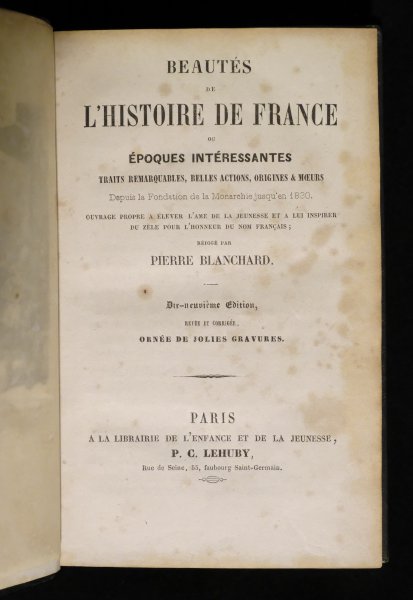 BEAUTÉS
DE
L'HISTOIRE DE FRANCE
OU
ÉPOQUES INTÉRESSANTES
TRAITS REMARQUABLES, BELLES ACTIONS, ORIGINES & MŒURS
Depuis la Fondation de la Monarchie jusqu'en 1830.
OUVRAGE PROPRE A ÉLEVER L'AME DE LA JEUNESSE ET A LUI INSPIRER
DU ZÈLE POUR L'HONNEUR DU NOM FRANÇAIS;
RÉDIGÉ PAR
PIERRE BLANCHARD.
Dix-neuvième Edition,
REVUE ET CORRIGÉE,
ORNÉE DE JOLIES GRAVURES.
PARIS
A LA LIBRAIRIE DE L'ENFANCE ET DE LA JEUNESSE,
P. C. LEHUBY,
Rue de Seine, 55, faubourg Saint-Germain.